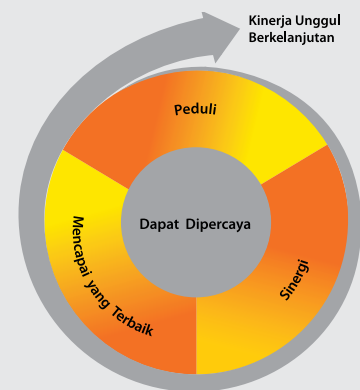 Kinerja Unggul
Berkelanjutan
Peduli
Dapat Dipercaya
Mencapai yang Terbaik
Sinergi